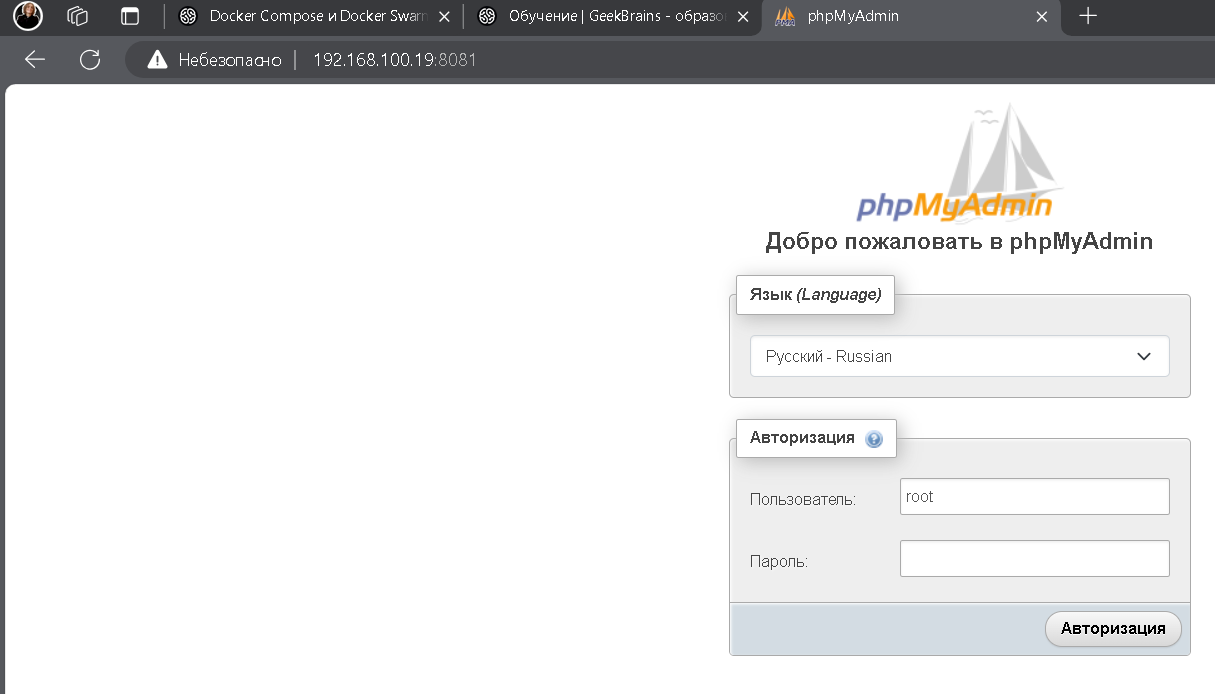 Docker Compose и Docker Swarm
Обучение | GeekBrains - образо
phpMyAdmin
Небезопасно
192.168.100.19:8081
phpMyAdmin
Добро пожаловать в phpMyAdmin
Язык (Language)
Русский - Russian
Авторизация
Пользователь:
root
Пароль:
Авторизация